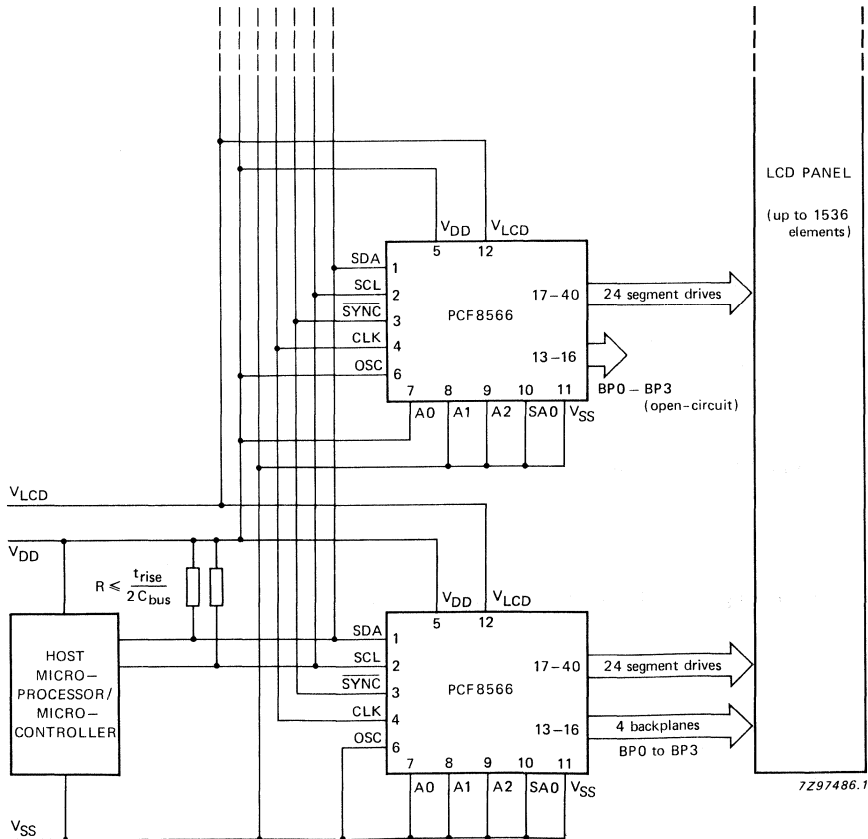 LCD PANEL
(up to 1536
elements)
VDD VLCD
5 12
SDA 1
SCL 2
SYNC 3
CLK 4
OSC 6
PCF8566
17-40
24 segment drives
13-16
BP0 – BP3
(open-circuit)
7 8 9 10 11
A0 A1 A2 SA0 VSS
VLCD
VDD
R ⩽ trise
2Cbus
HOST
MICRO-
PROCESSOR/
MICRO-
CONTROLLER
VDD VLCD
5 12
SDA 1
SCL 2
SYNC 3
CLK 4
OSC 6
PCF8566
17-40
24 segment drives
13-16
4 backplanes
BP0 to BP3
7 8 9 10 11
A0 A1 A2 SA0 VSS
VSS
7Z97486.1